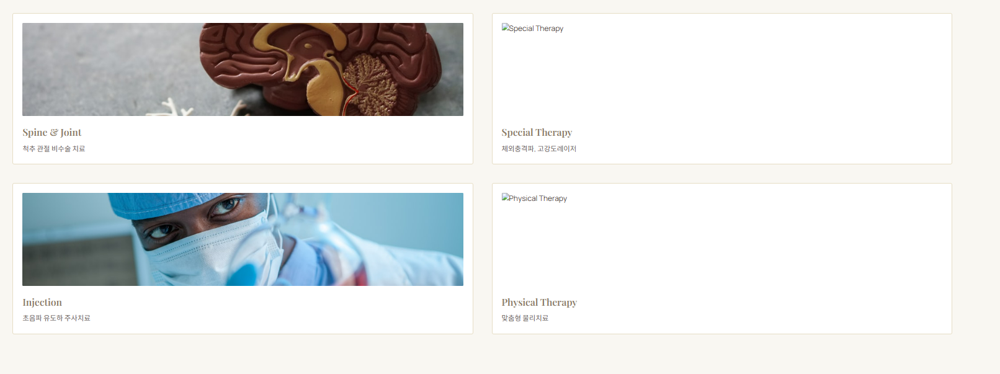 Spine & Joint
척추 관절 비수술 치료
Special Therapy
Special Therapy
체외충격파, 고강도레이저
Injection
초음파 유도하 주사치료
Physical Therapy
Physical Therapy
맞춤형 물리치료